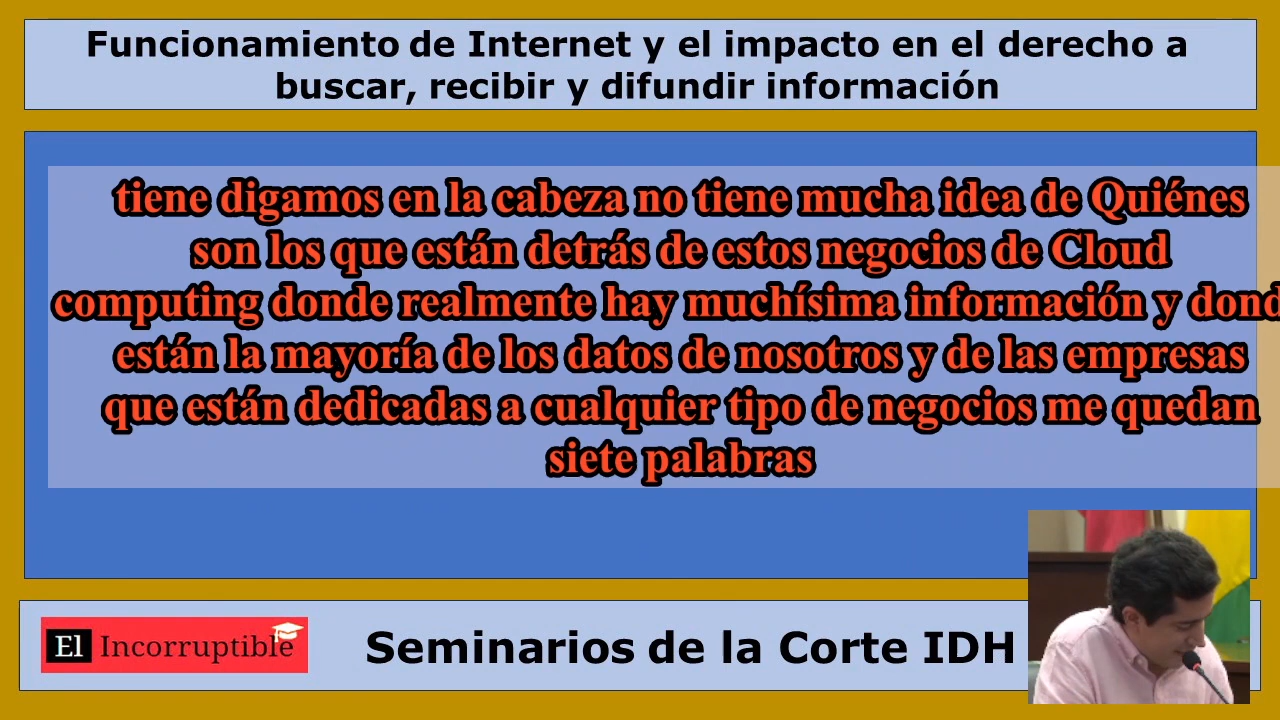 Funcionamiento de Internet y el impacto en el derecho a
buscar, recibir y difundir información
tiene digamos en la cabeza no tiene mucha idea de Quiénes
son los que están detrás de estos negocios de Cloud
computing donde realmente hay muchísima información y dond
están la mayoría de los datos de nosotros y de las empresas
que están dedicadas a cualquier tipo de negocios me quedan
siete palabras
El Incorruptible
Seminarios de la Corte IDH